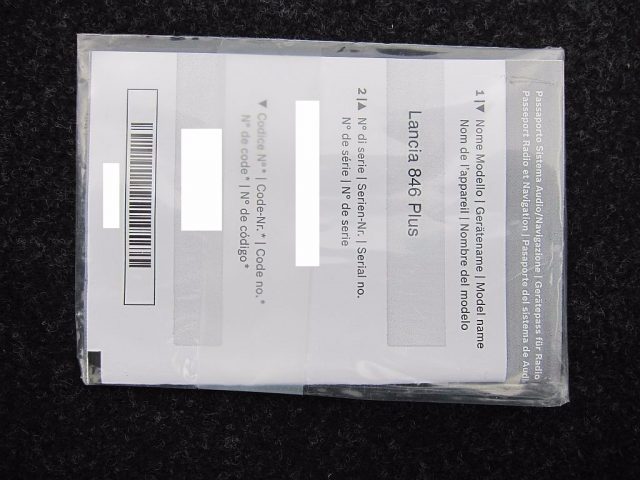 Passaporto Sistema Audio/Navigazione | Gerätepass für Radio
Passeport Radio et Navigation | Pasaporte del sistema de Audi
1 | ▼ Nome Modello | Gerätename | Model name
Nom de l'appareil | Nombre del modelo
Lancia 846 Plus
2 | ▲ N° di serie | Serien-Nr. | Serial no.
N° de série | N° de serie
▼ Codice N°* | Code-Nr.* | Code no.*
N° de code* | N° de código*